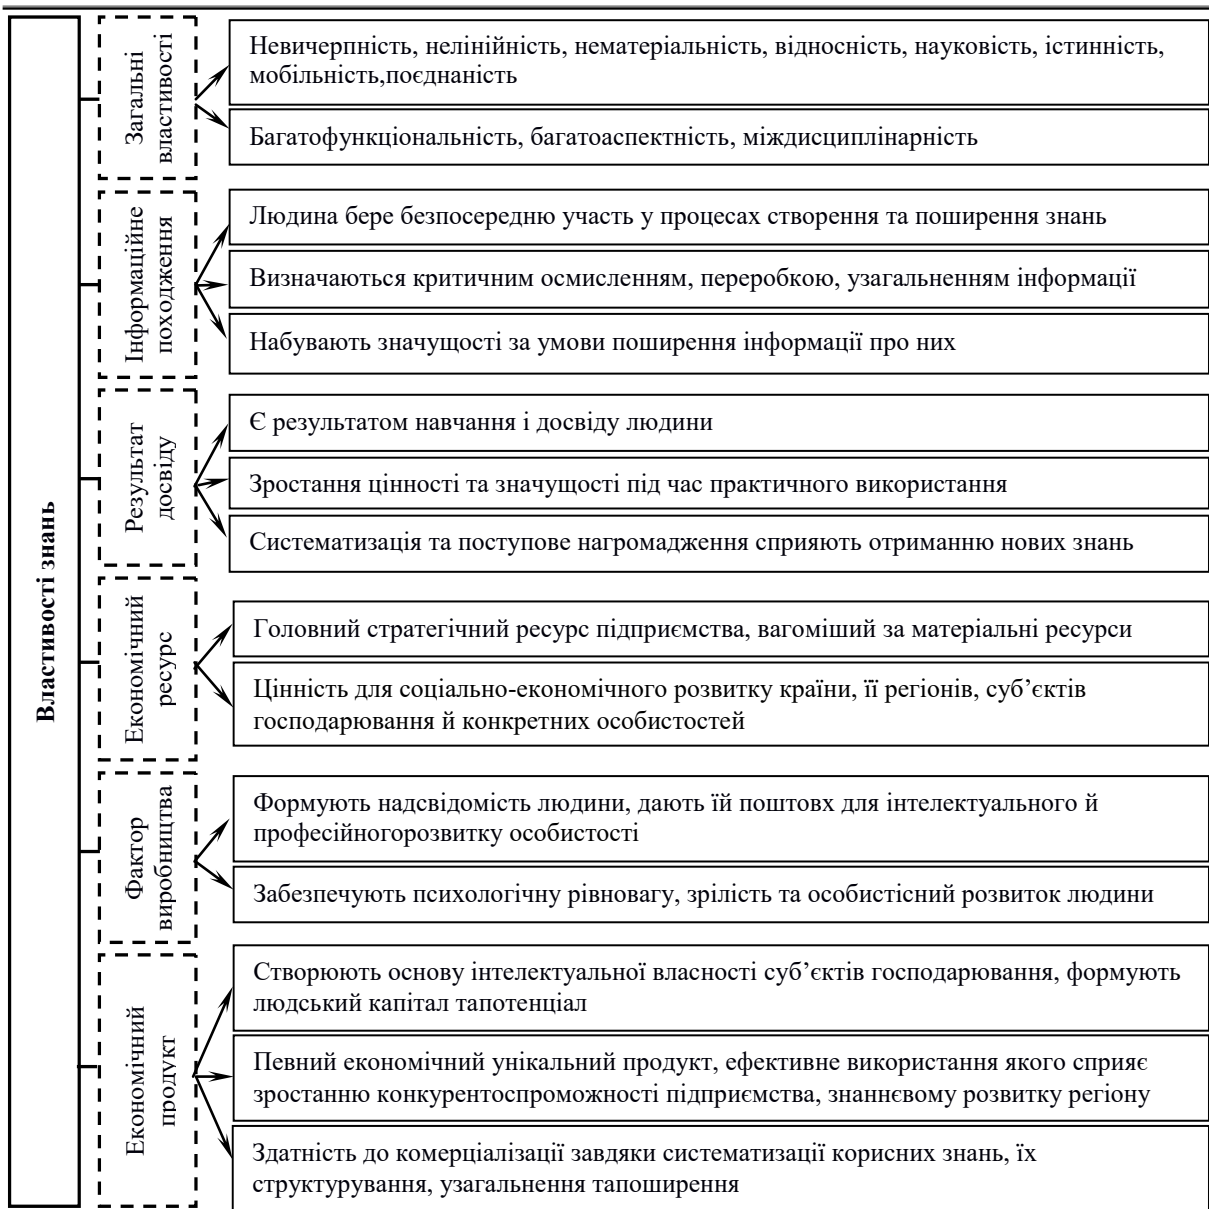 Властивості знань
Загальні
властивості
Невичерпність, нелінійність, нематеріальність, відносність, науковість, істинність,
мобільність,поєднаність
Багатофункціональність, багатоаспектність, міждисциплінарність
Інформаційне
походження
Людина бере безпосередню участь у процесах створення та поширення знань
Визначаються критичним осмисленням, переробкою, узагальненням інформації
Набувають значущості за умови поширення інформації про них
Результат
досвіду
Є результатом навчання і досвіду людини
Зростання цінності та значущості під час практичного використання
Систематизація та поступове нагромадження сприяють отриманню нових знань
Економічний
ресурс
Головний стратегічний ресурс підприємства, вагоміший за матеріальні ресурси
Цінність для соціально-економічного розвитку країни, її регіонів, суб’єктів
господарювання й конкретних особистостей
Фактор
виробництва
Формують надсвідомість людини, дають їй поштовх для інтелектуального й
професійногорозвитку особистості
Забезпечують психологічну рівновагу, зрілість та особистісний розвиток людини
Економічний
продукт
Створюють основу інтелектуальної власності суб’єктів господарювання, формують
людський капітал тапотенціал
Певний економічний унікальний продукт, ефективне використання якого сприяє
зростанню конкурентоспроможності підприємства, знаннєвому розвитку регіону
Здатність до комерціалізації завдяки систематизації корисних знань, їх
структурування, узагальнення тапоширення